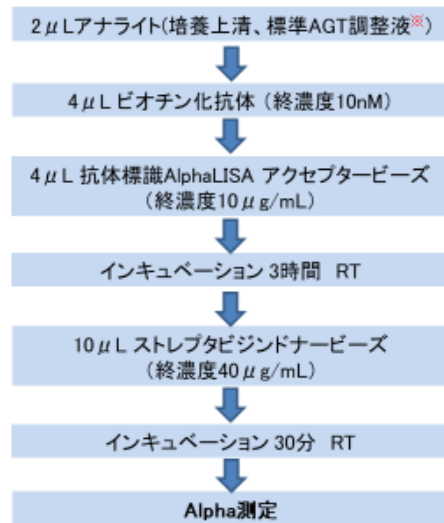 2μLアナライト(培養上清、標準AGT調整液※)
4μL ビオチン化抗体 (終濃度10nM)
4μL 抗体標識AlphaLISA アクセプタービーズ
(終濃度10μg/mL)
インキュベーション 3時間 RT
10μL ストレプタビジンドナービーズ
(終濃度40μg/mL)
インキュベーション 30分 RT
Alpha測定